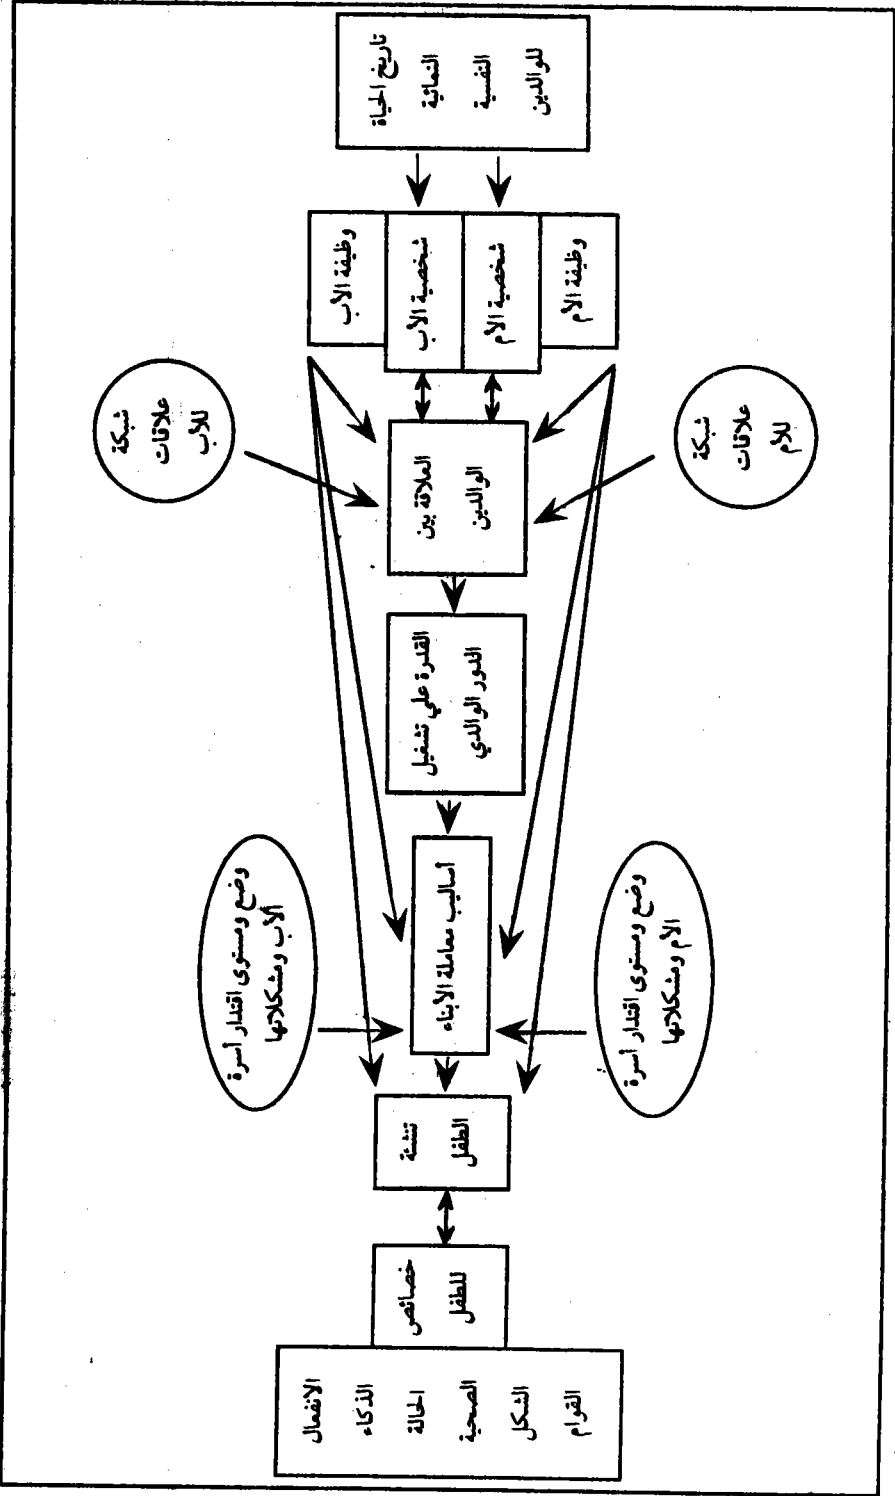 تاريخ الحياة
النمائية
النفسية
للوالدين
وظيفة الأب
شخصية الأب
شخصية الأم
وظيفة الأم
شبكة
علاقات
للأب
العلاقة بين
الوالدين
شبكة
علاقات
للأم
القدرة علي تشغيل
الدور الوالدي
وضع ومستوى اقتدار أسرة
الأب ومشكلاتها
أساليب معاملة الأبناء
وضع ومستوى اقتدار أسرة
الأم ومشكلاتها
تنشئة
الطفل
خصائص
للطفل
الانفعال
الذكاء
الحالة
الصحية
الشكل
القوام